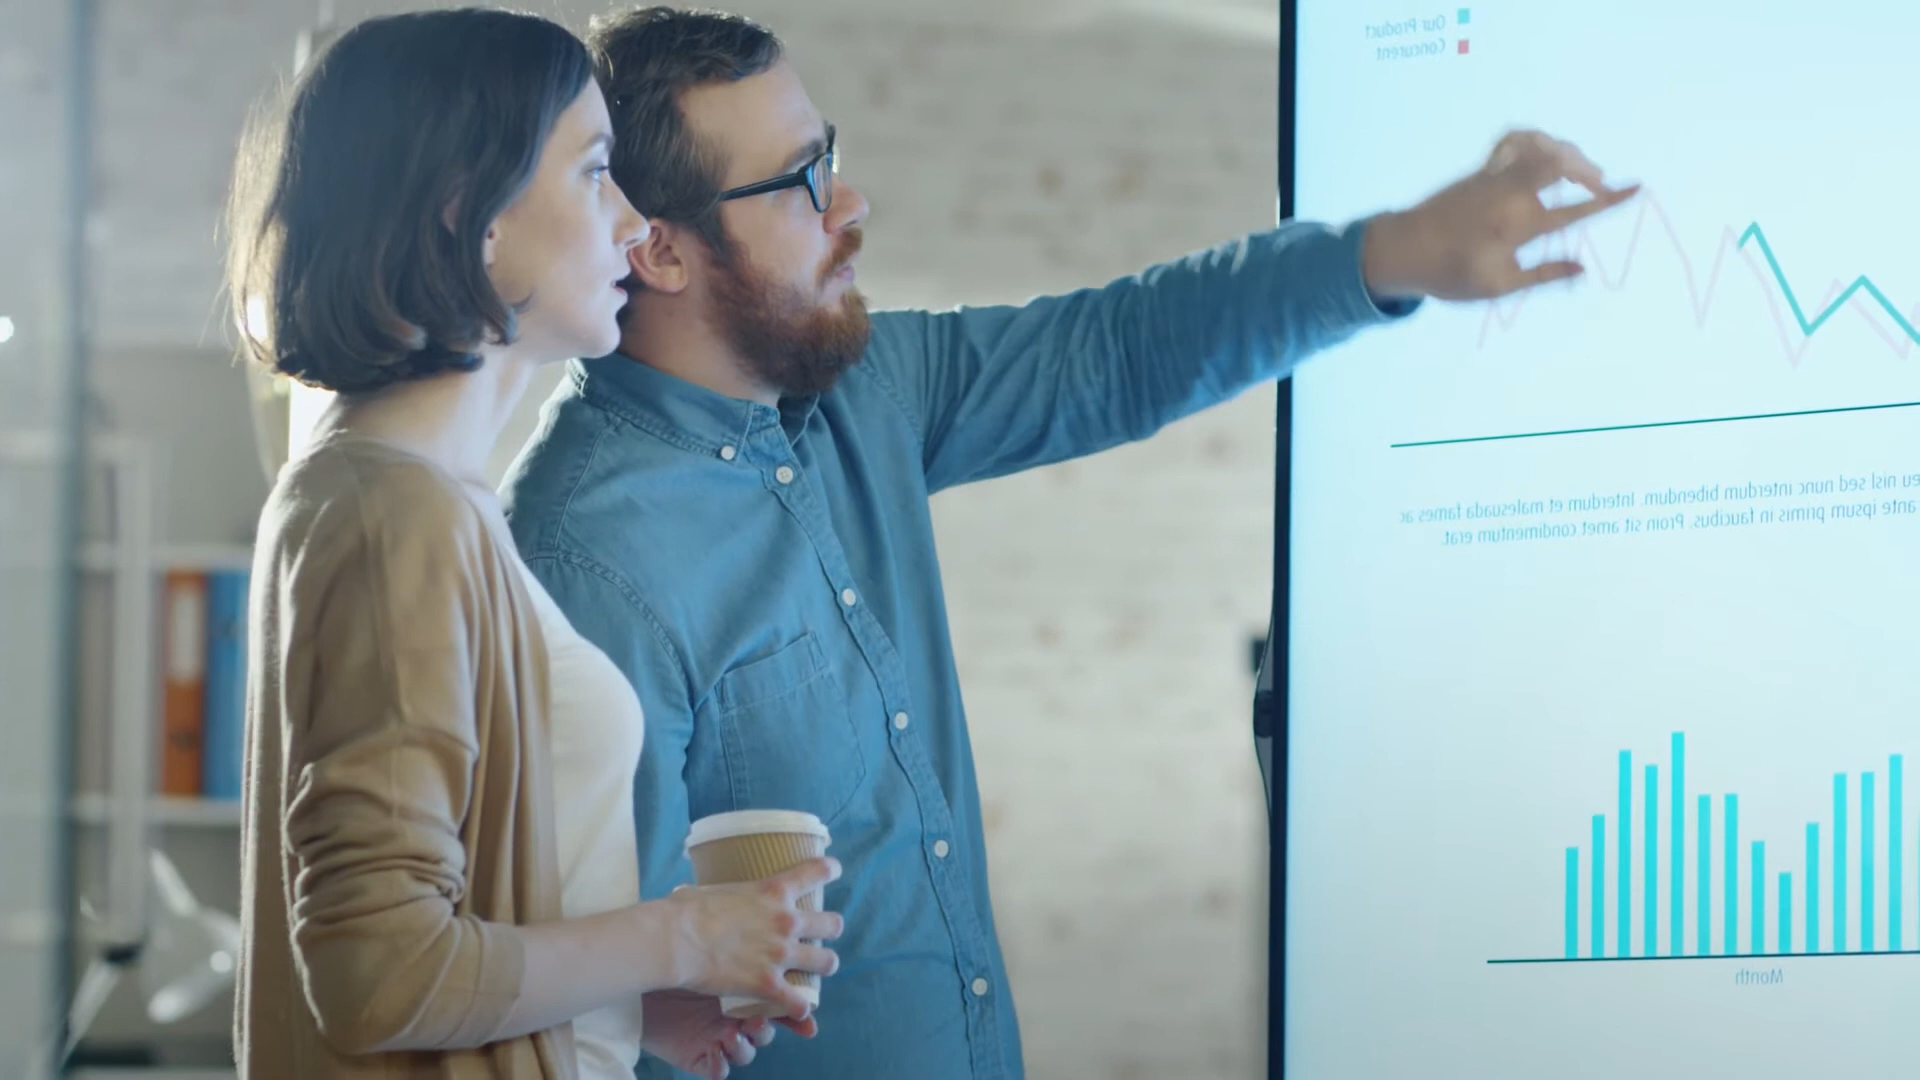 Our Product
Concurent
eu nisl sed nunc interdum bibendum. Interdum et malesuada fames ac
ante ipsum primis in faucibus. Proin sit amet condimentum erat.
Month